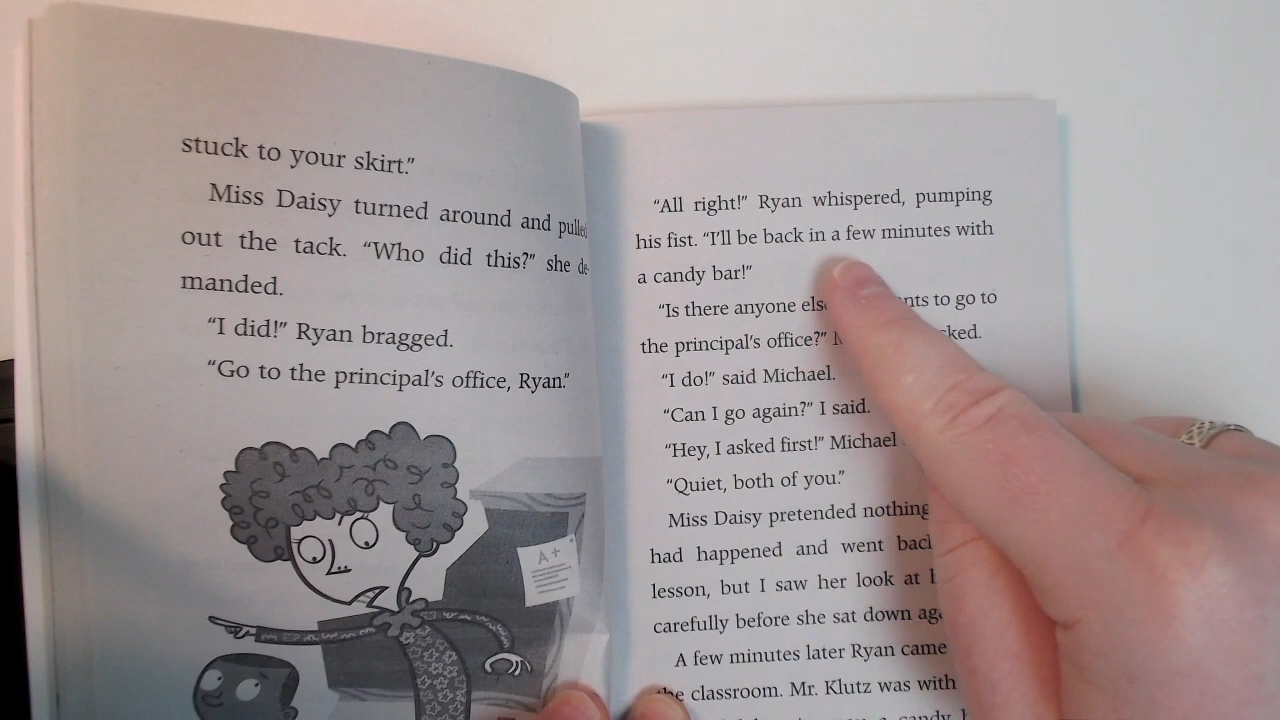 stuck to your skirt.”
Miss Daisy turned around and pulled
out the tack. “Who did this?” she de-
manded.
“I did!” Ryan bragged.
“Go to the principal’s office, Ryan.”
A+
“All right!” Ryan whispered, pumping
his fist. “I’ll be back in a few minutes with
a candy bar!”
“Is there anyone else to go to
the principal’s office?”
“I do!” said Michael.
“Can I go again?” I said.
“Hey, I asked first!” Michael
“Quiet, both of you.”
Miss Daisy pretended nothing
had happened and went
lesson, but I saw her look at
carefully before she sat down
A few minutes later Ryan came
the classroom. Mr. Klutz was with
a candy